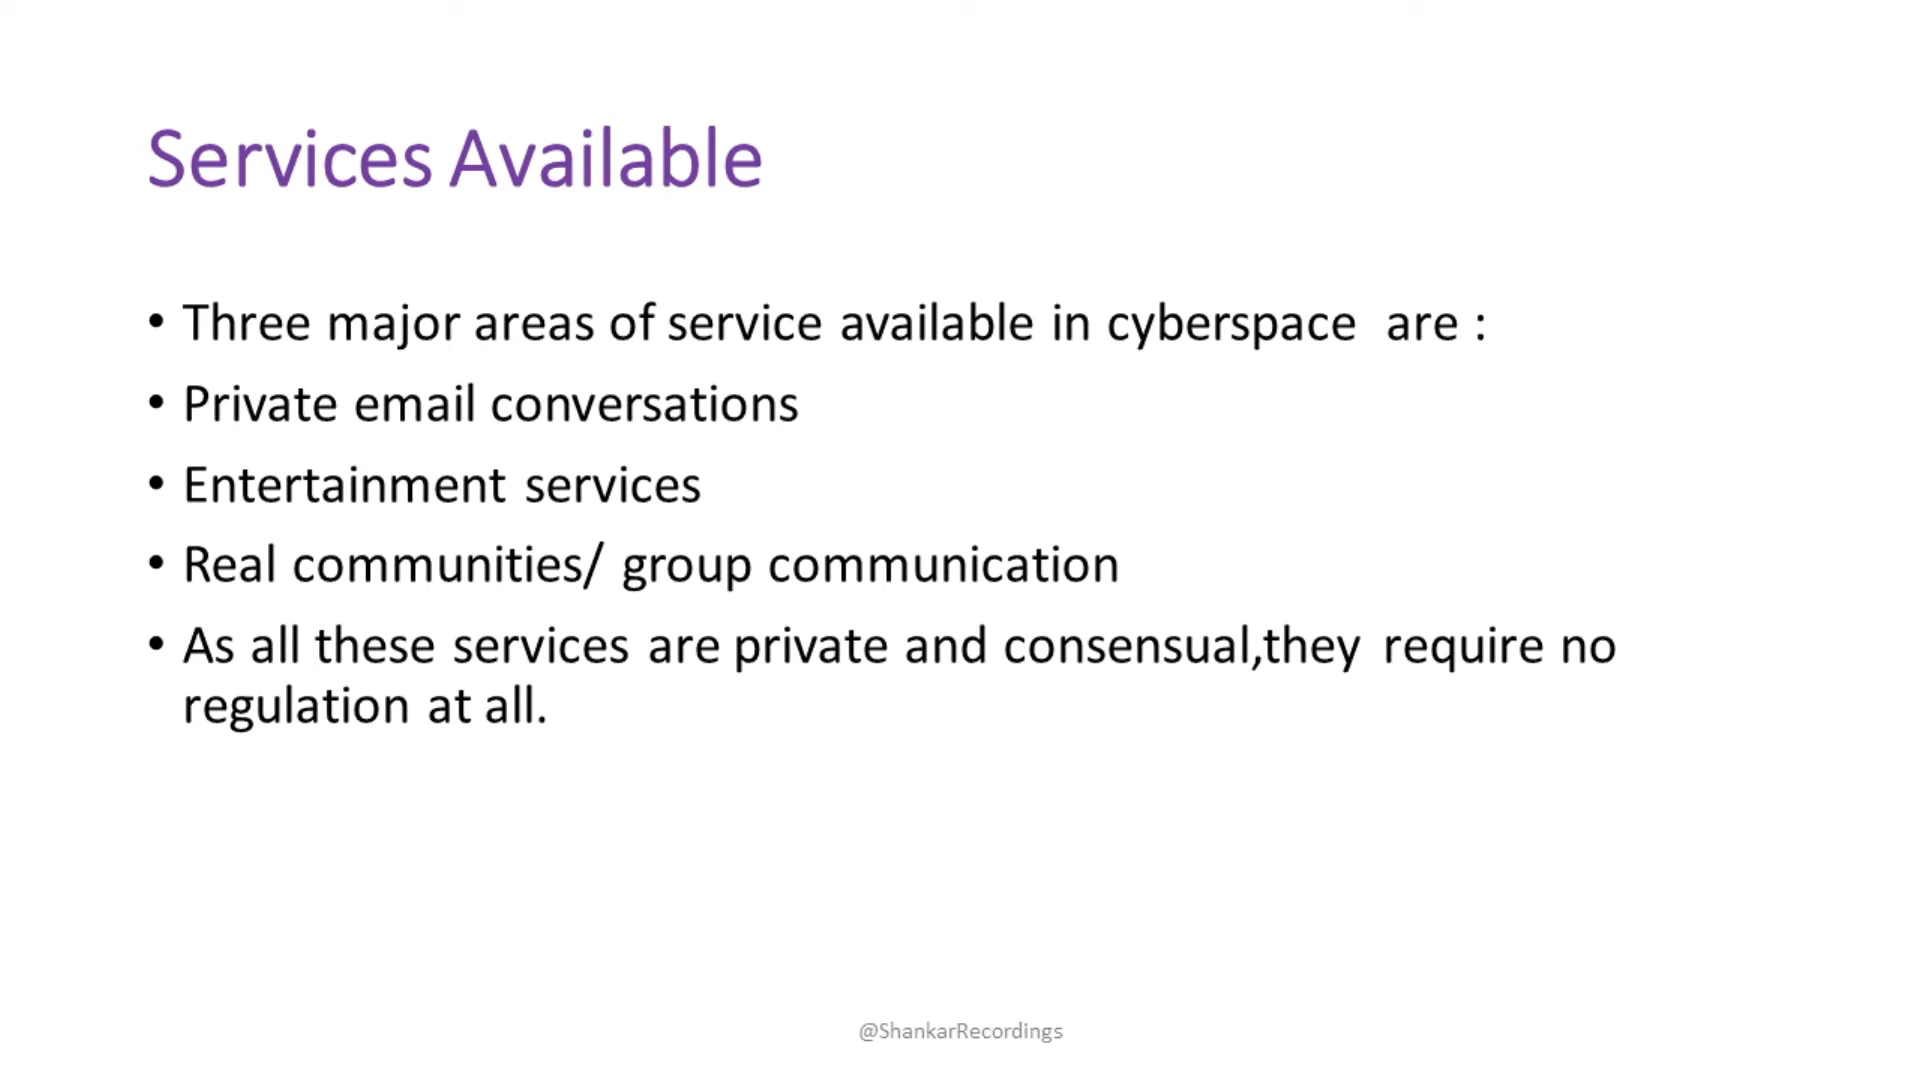 Services Available
• Three major areas of service available in cyberspace are :
• Private email conversations
• Entertainment services
• Real communities/ group communication
• As all these services are private and consensual,they require no
regulation at all.
@ShankarRecordings